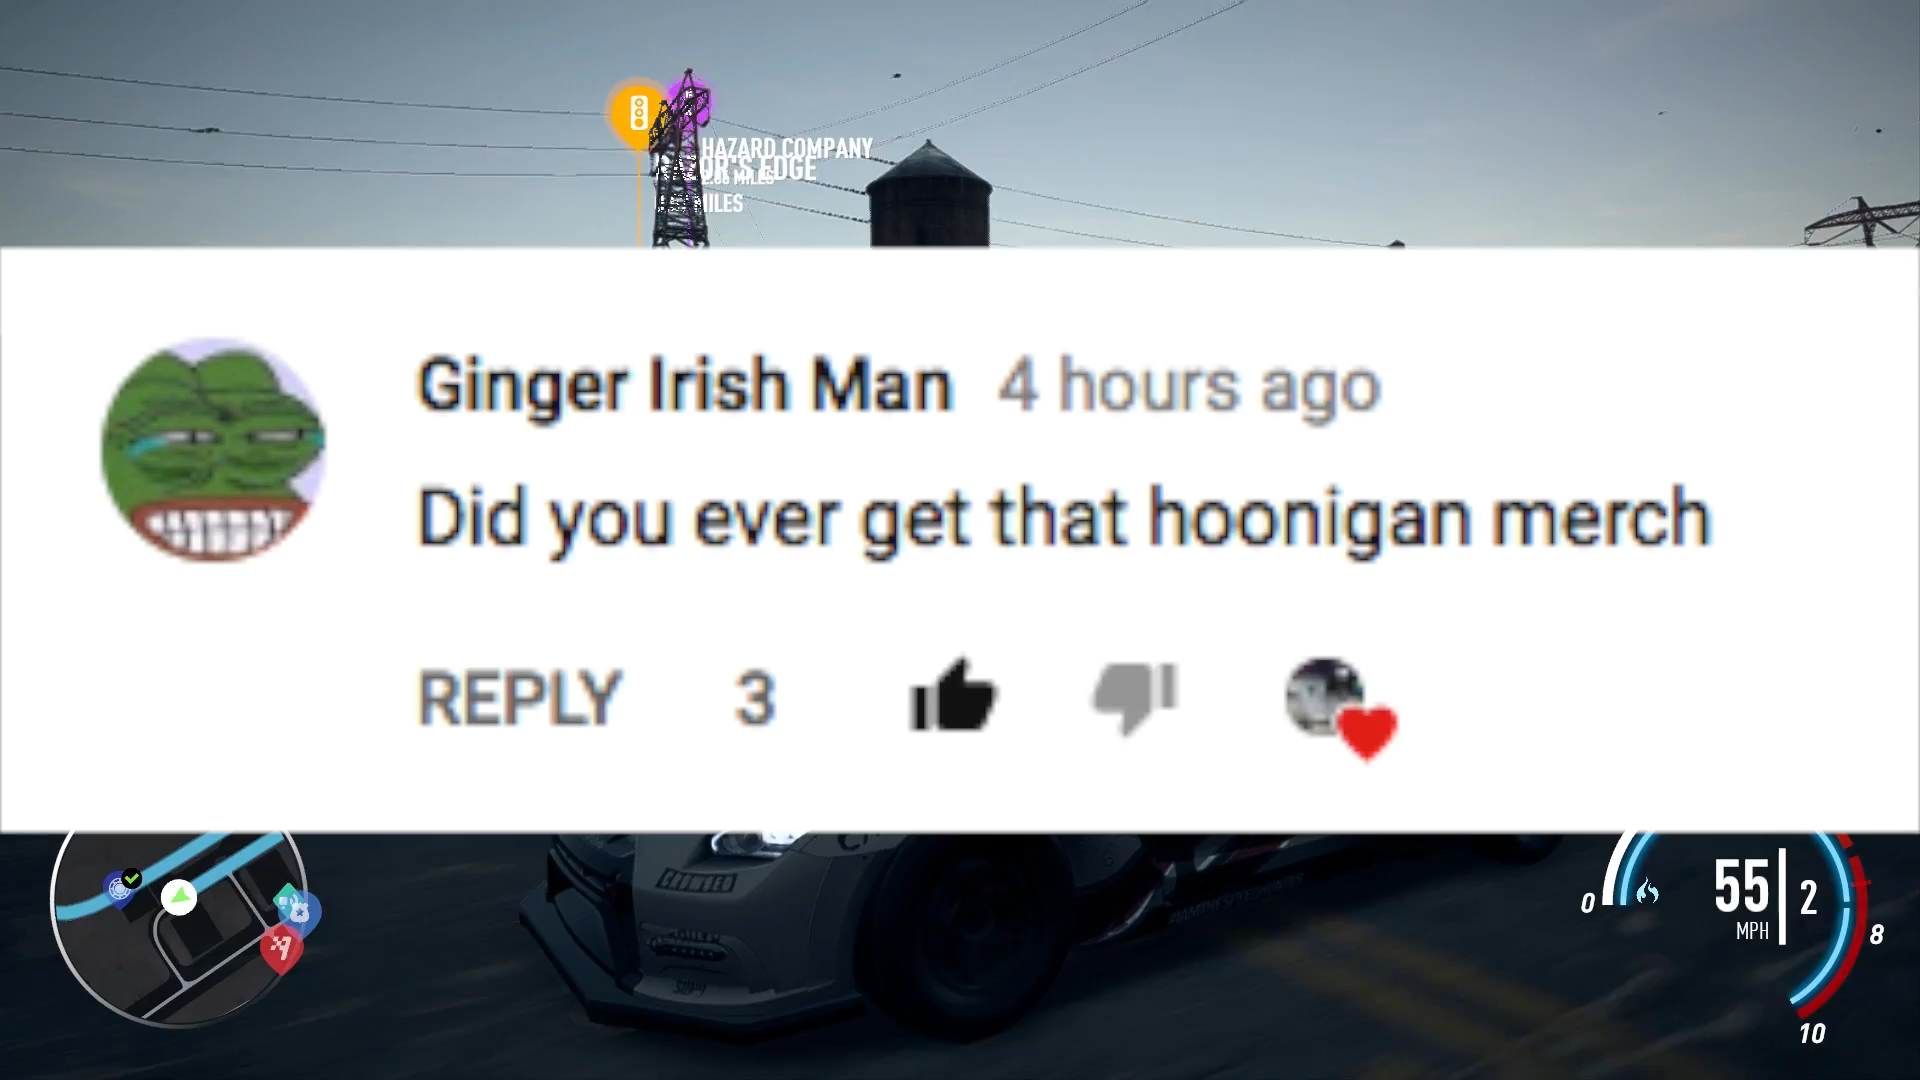 HAZARD COMPANY
MILES
Ginger Irish Man 4 hours ago
Did you ever get that hoonigan merch
REPLY 3
0
55
2
MPH
8
10